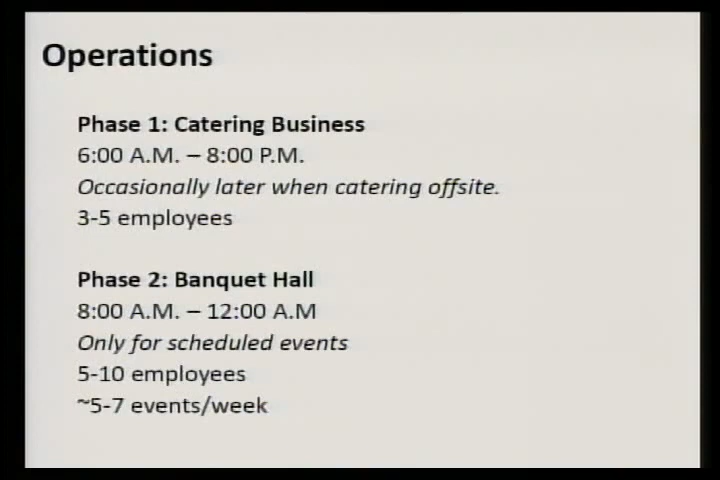 Operations
Phase 1: Catering Business
6:00 A.M. – 8:00 P.M.
Occasionally later when catering offsite.
3-5 employees
Phase 2: Banquet Hall
8:00 A.M. – 12:00 A.M
Only for scheduled events
5-10 employees
~5-7 events/week